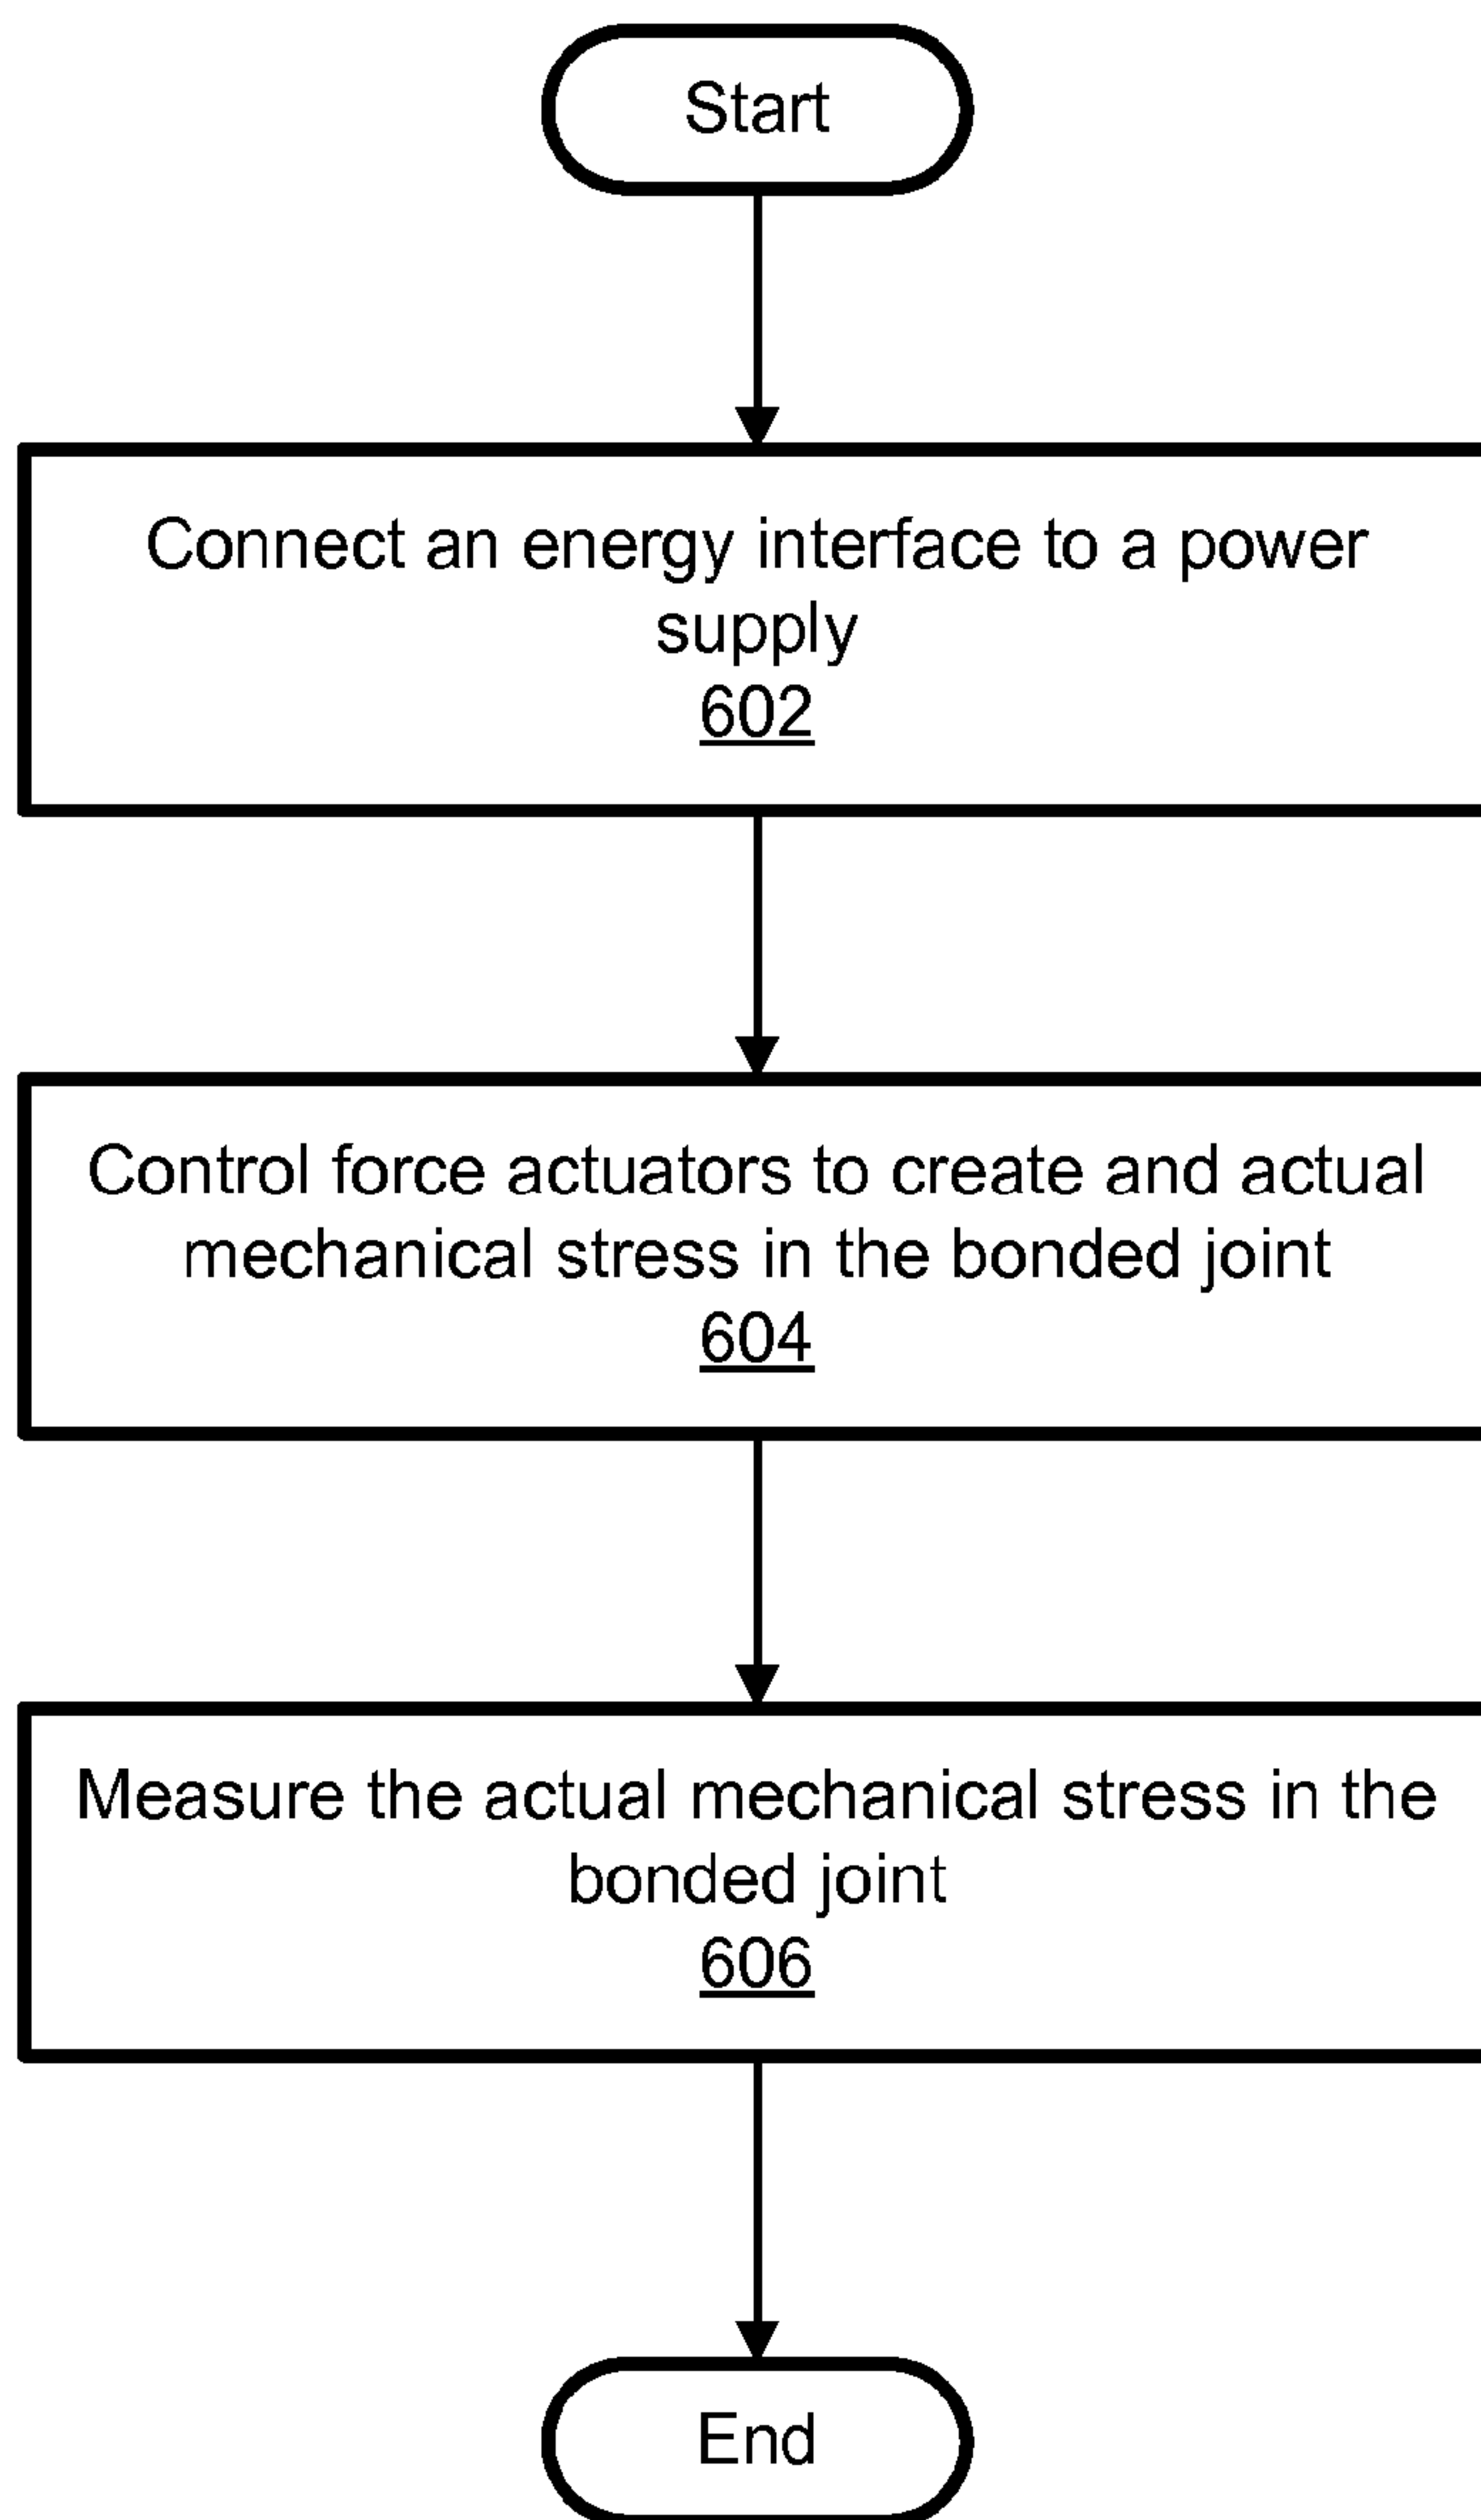 Start
Connect an energy interface to a power
supply
602
Control force actuators to create and actual
mechanical stress in the bonded joint
604
Measure the actual mechanical stress in the
bonded joint
606
End